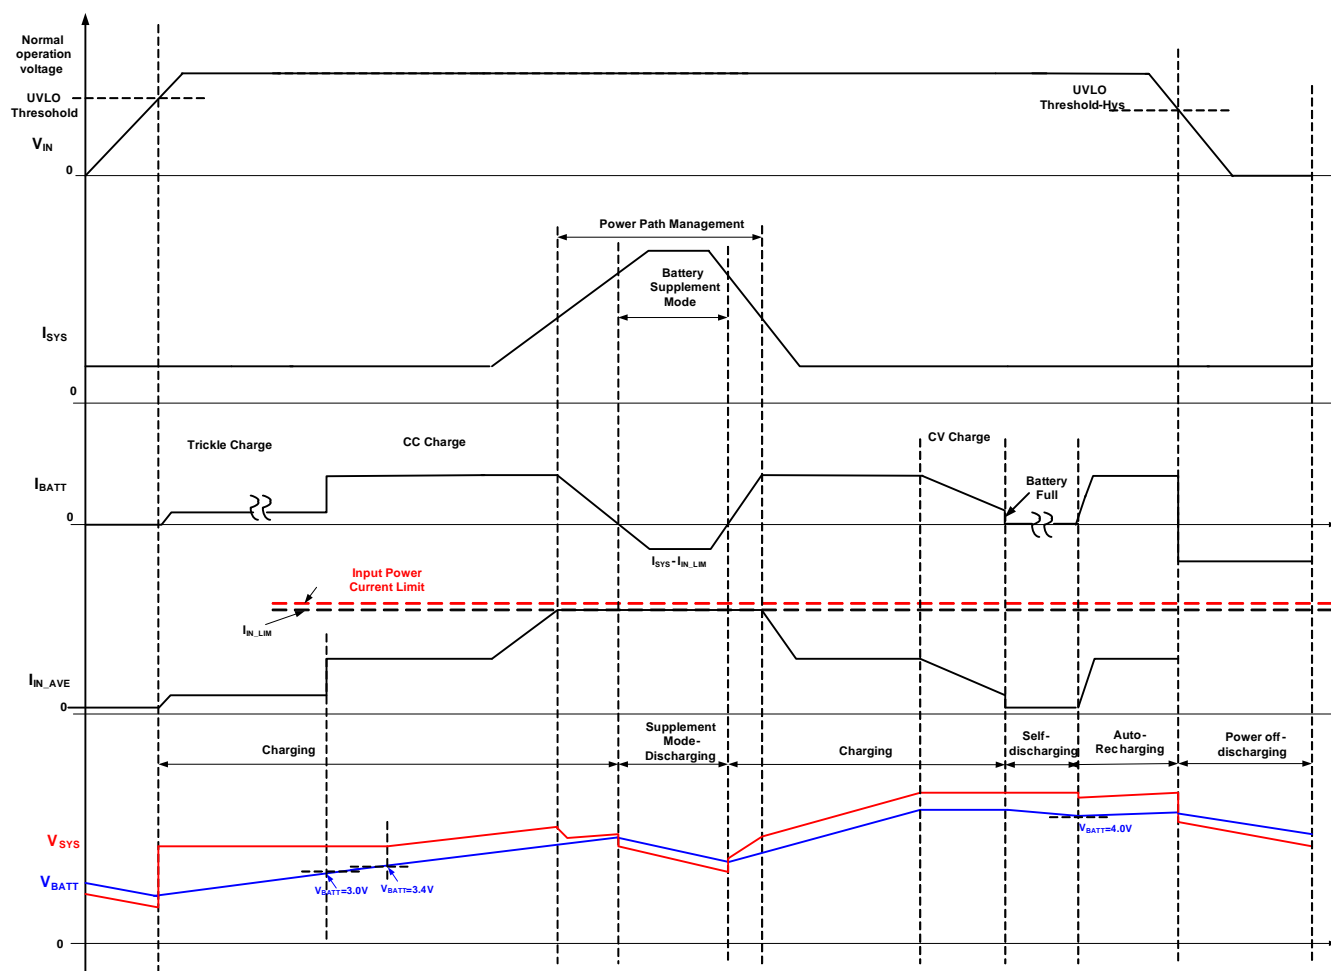 Normal
operation
voltage
UVLO
Thresohold
UVLO
Threshold-Hys
VIN
0
Power Path Management
Battery
Supplement
Mode
ISYS
0
Trickle Charge
CC Charge
CV Charge
IBATT
Battery
Full
0
ISYS-IIN_LIM
Input Power
Current Limit
IIN_LIM
IIN_AVE
0
Charging
Supplement
Mode-
Discharging
Charging
Self-
discharging
Auto-
Recharging
Power off-
discharging
VSYS
VBATT=4.0V
VBATT
VBATT=3.0V
VBATT=3.4V
0